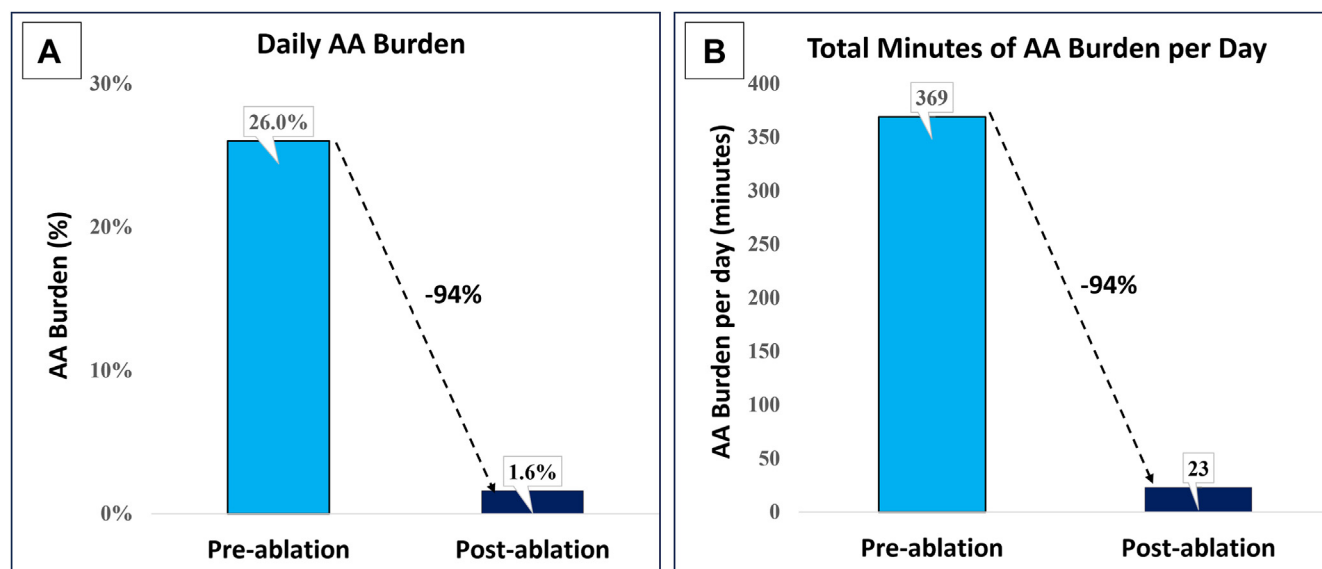 A
Daily AA Burden
AA Burden (%)
30%
20%
10%
0%
26.0%
-94%
1.6%
Pre-ablation
Post-ablation
B
Total Minutes of AA Burden per Day
AA Burden per day (minutes)
400
350
300
250
200
150
100
50
0
369
-94%
23
Pre-ablation
Post-ablation